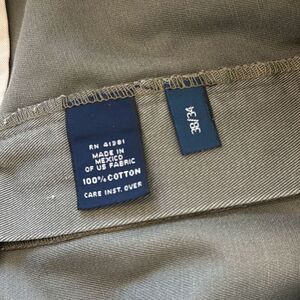 RN 41381
MADE IN
MEXICO
OF US FABRIC
100% COTTON
CARE INST. OVER
38/34